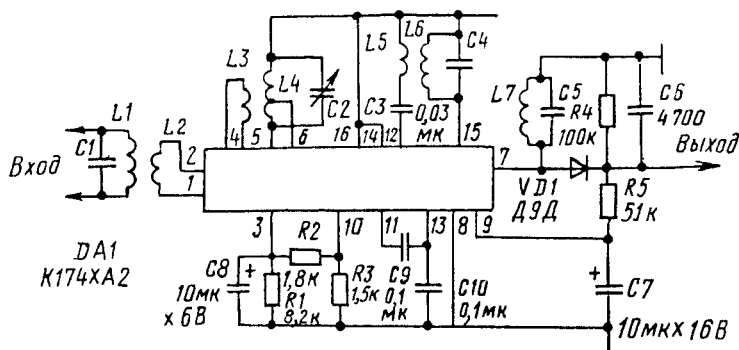 L3
L4
C2
L5
L6
C4
C3
0,03
мк
L7
C5
R4
100к
C6
4700
L1
C1
L2
Вход
Выход
4
5
6
16
14
12
15
2
1
7
VD1
Д9Д
R5
51к
3
10
11
13
8
9
DA1
К174ХА2
C8
+
10мк
х 6В
R2
1,8к
R1
8,2к
R3
1,5к
C9
0,1
мк
C10
0,1мк
+
C7
10мк х 16В